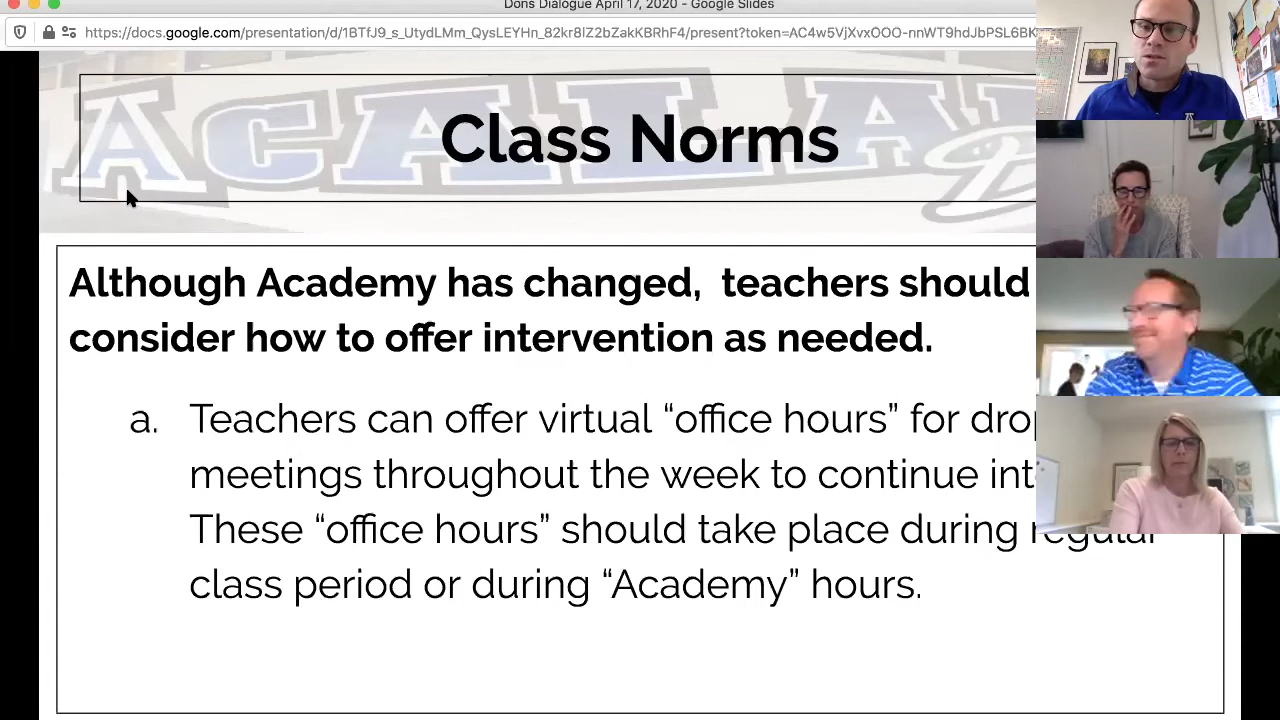 Dons Dialogue April 17, 2020 - Google Slides
https://docs.google.com/presentation/d/1BTfJ9_s_UtydLMm_QysLEYHn_82kr8lZ2bZakKBRhF4/present?token=AC4w5VjXvxOOO-nnWT9hdJbPSL6BK
ACALA
Class Norms
Although Academy has changed, teachers should
consider how to offer intervention as needed.
a. Teachers can offer virtual “office hours” for
meetings throughout the week to continue
These “office hours” should take place during regular
class period or during “Academy” hours.